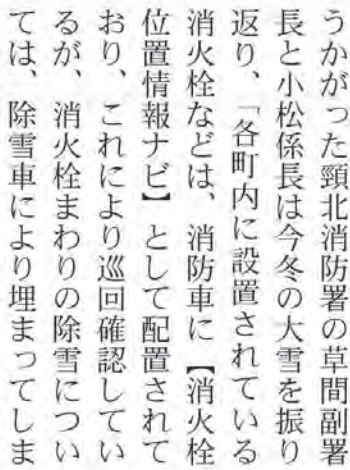 うかがった頸北消防署の草間副署
長と小松係長は今冬の大雪を振り
返り、「各町内に設置されている
消火栓などは、消防車に【消火栓
位置情報ナビ】として配置されて
おり、これにより巡回確認してい
るが、消火栓まわりの除雪につい
ては、除雪車により埋まってしま